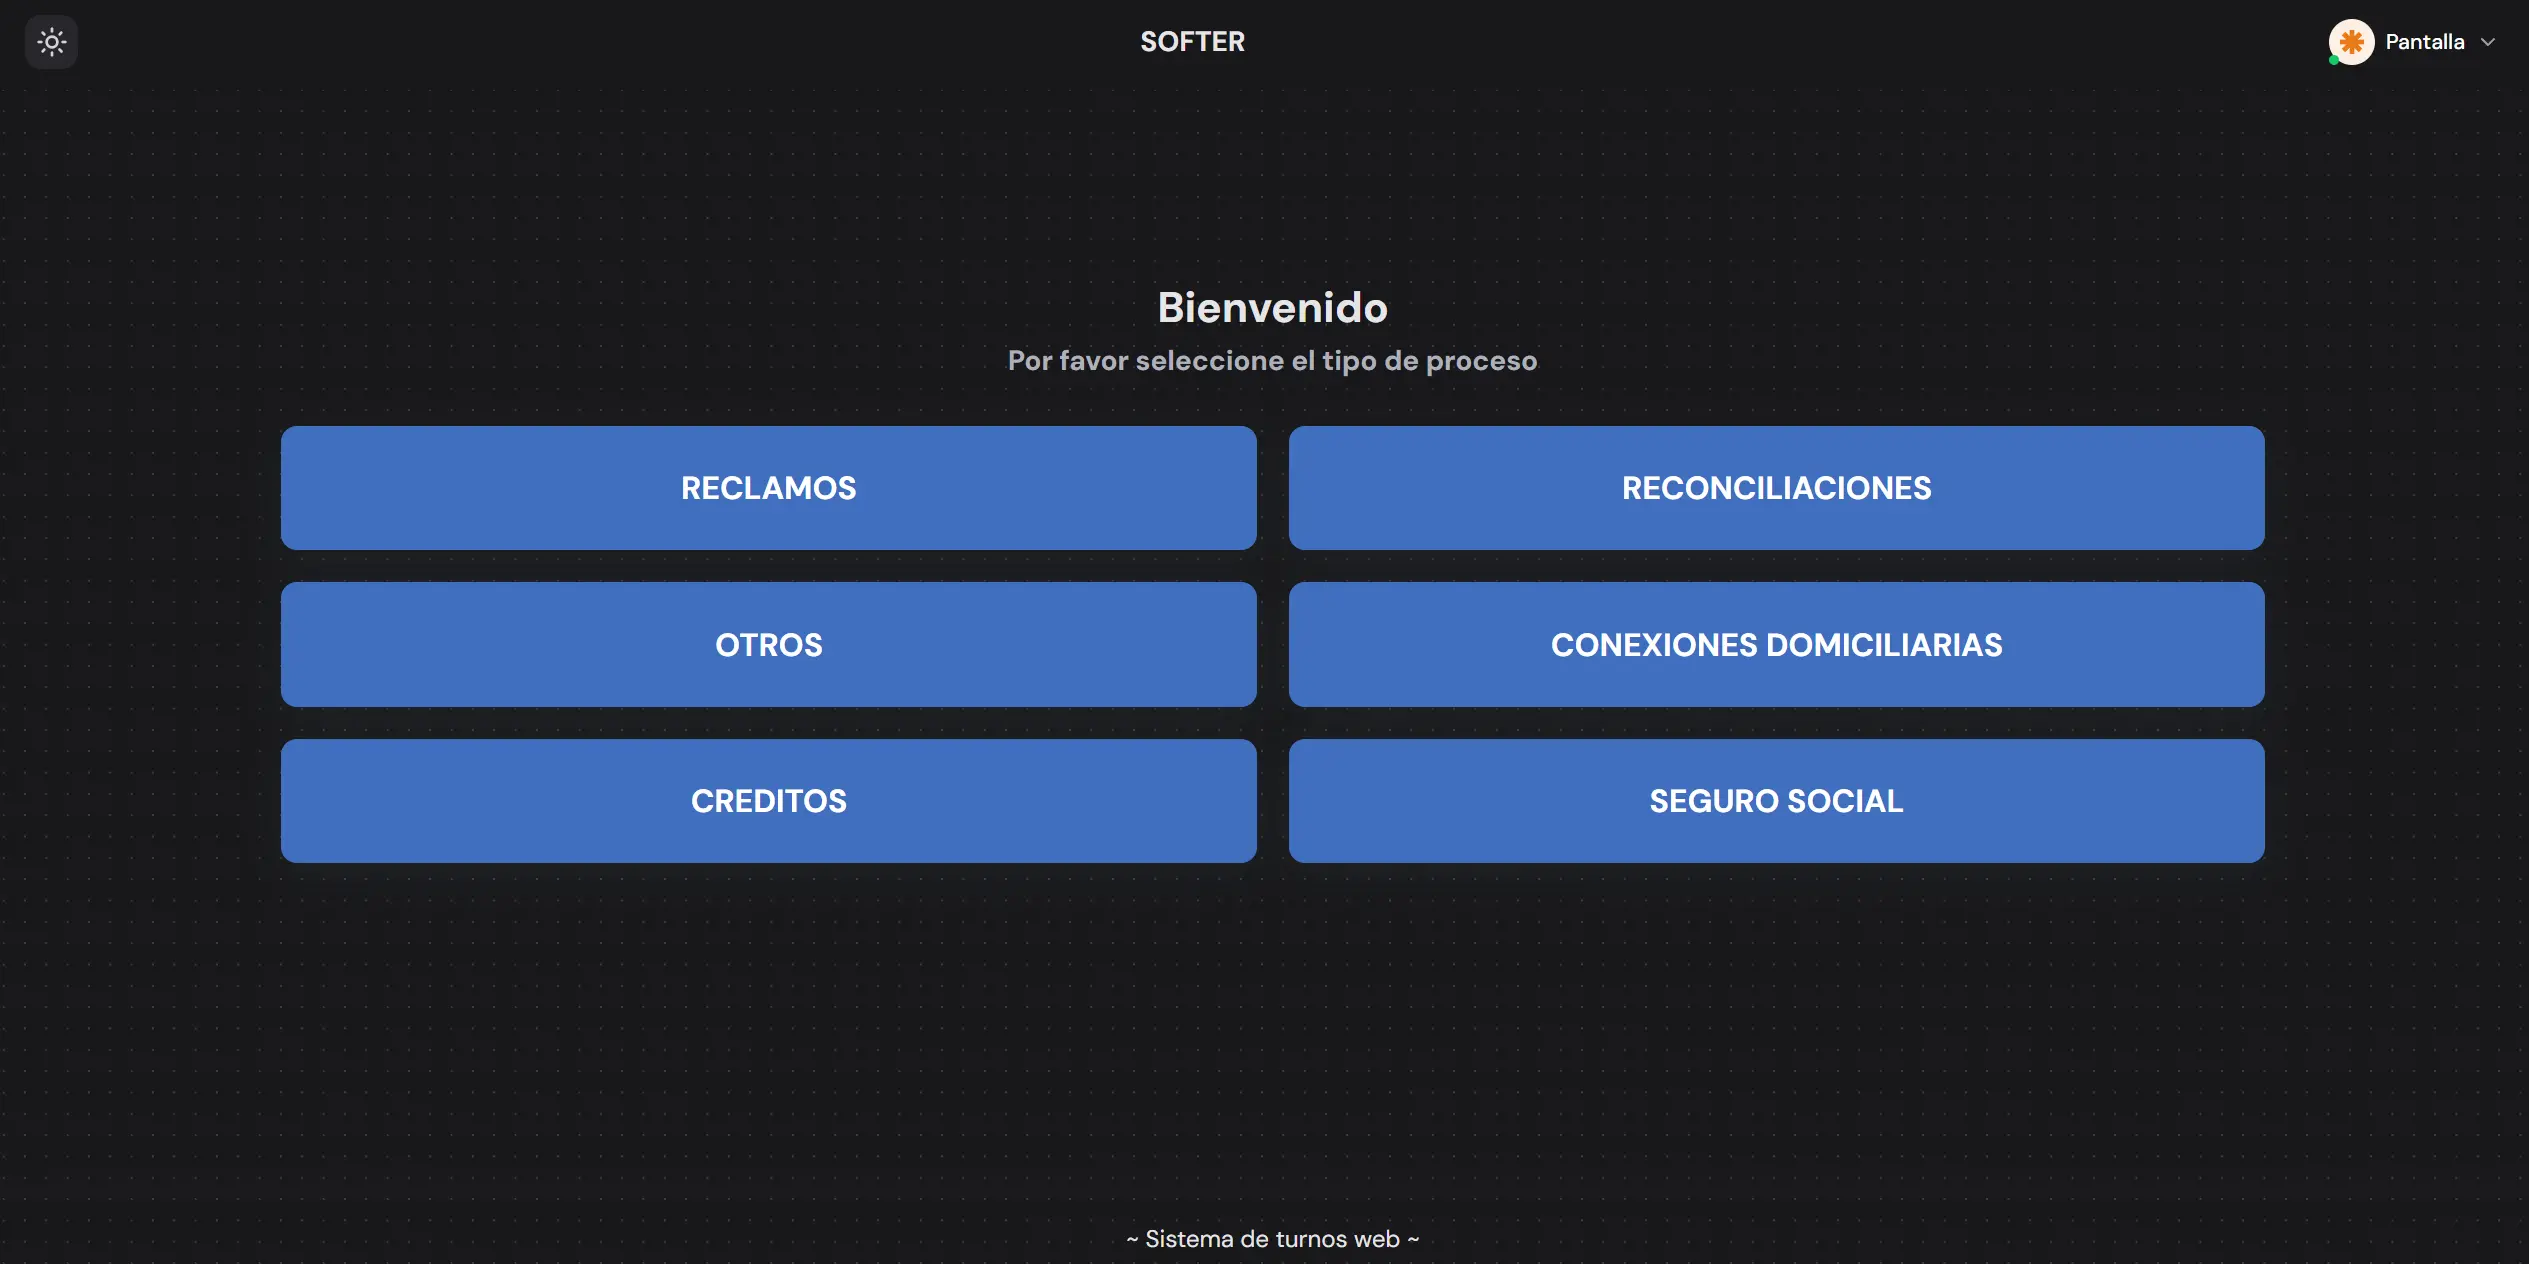 SOFTER
Pantalla
Bienvenido
Por favor seleccione el tipo de proceso
RECLAMOS
RECONCILIACIONES
OTROS
CONEXIONES DOMICILIARIAS
CREDITOS
SEGURO SOCIAL
~ Sistema de turnos web ~